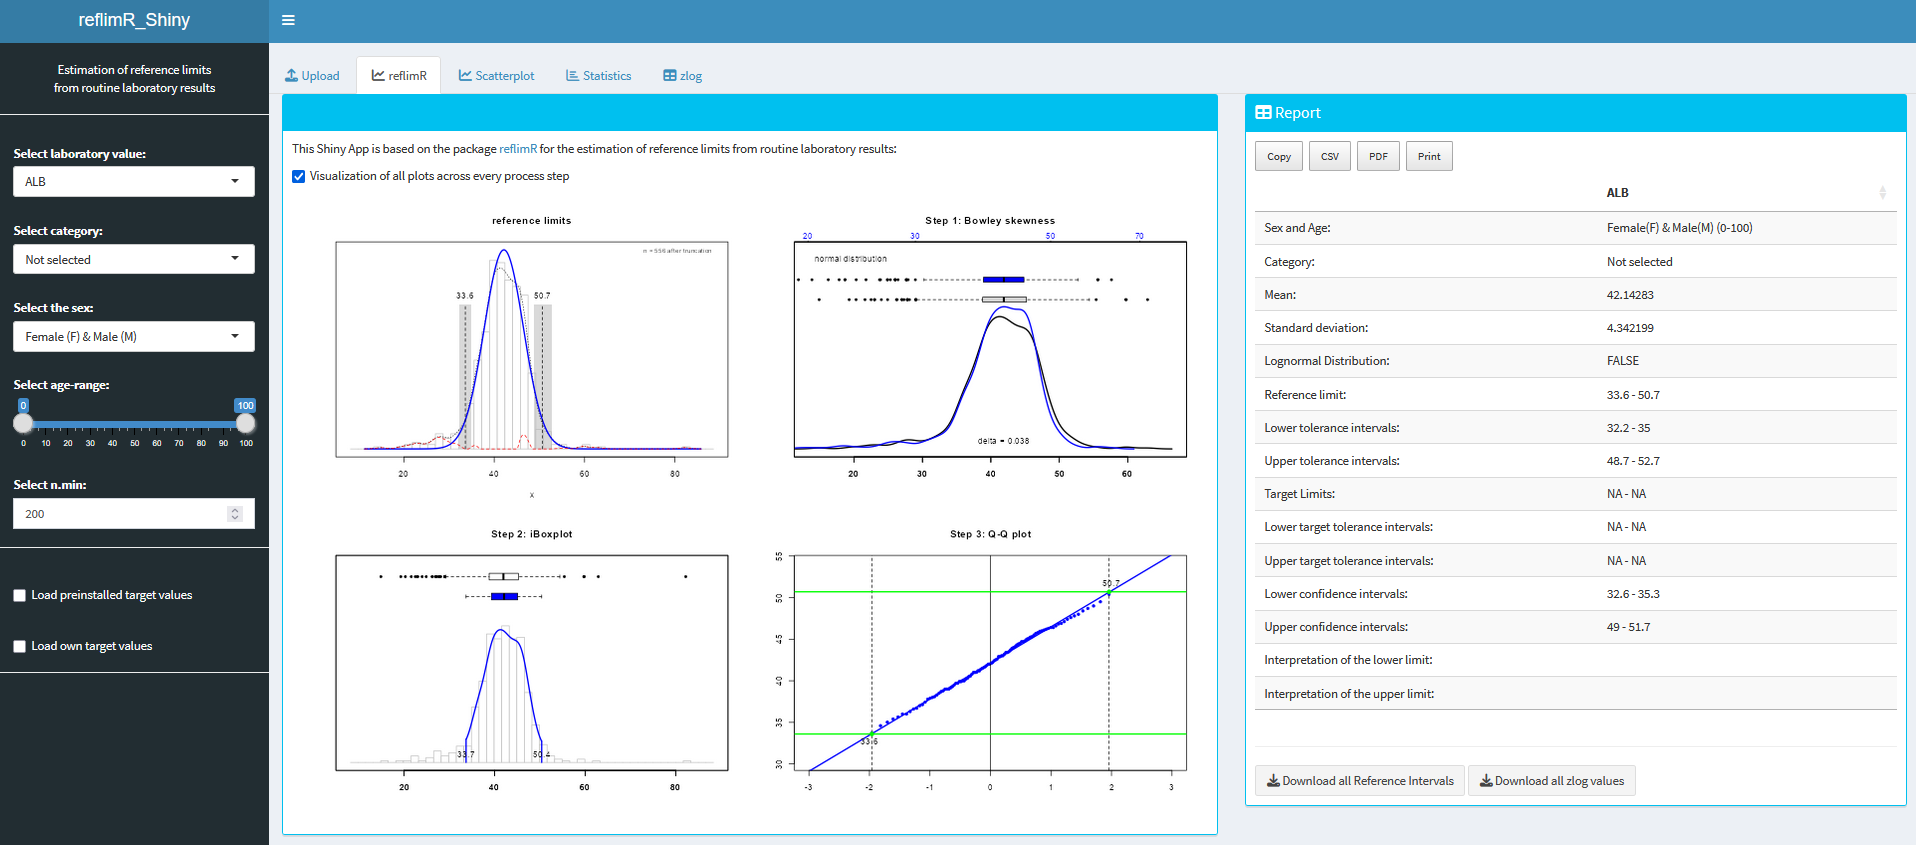 reflimR_Shiny
Estimation of reference limits
from routine laboratory results
Select laboratory value:
ALB
Select category:
Not selected
Select the sex:
Female (F) & Male (M)
Select age-range:
0 100
0 10 20 30 40 50 60 70 80 90 100
Select n.min:
200
Load preinstalled target values
Load own target values
Upload reflimR Scatterplot Statistics zlog
This Shiny App is based on the package reflimR for the estimation of reference limits from routine laboratory results:
Visualization of all plots across every process step
reference limits
n = 556 after truncation
33.6 50.7
20 40 60 80
x
Step 1: Bowley skewness
20 30 50 70
normal distribution
delta = 0.038
20 30 40 50 60
Step 2: iBoxplot
33.7 50.4
20 40 60 80
Step 3: Q-Q plot
55
50
45
40
35
30
50.7
33.6
-3 -2 -1 0 1 2 3
Report
Copy CSV PDF Print
ALB
Sex and Age: Female(F) & Male(M) (0-100)
Category: Not selected
Mean: 42.14283
Standard deviation: 4.342199
Lognormal Distribution: FALSE
Reference limit: 33.6 - 50.7
Lower tolerance intervals: 32.2 - 35
Upper tolerance intervals: 48.7 - 52.7
Target Limits: NA - NA
Lower target tolerance intervals: NA - NA
Upper target tolerance intervals: NA - NA
Lower confidence intervals: 32.6 - 35.3
Upper confidence intervals: 49 - 51.7
Interpretation of the lower limit:
Interpretation of the upper limit:
Download all Reference Intervals Download all zlog values